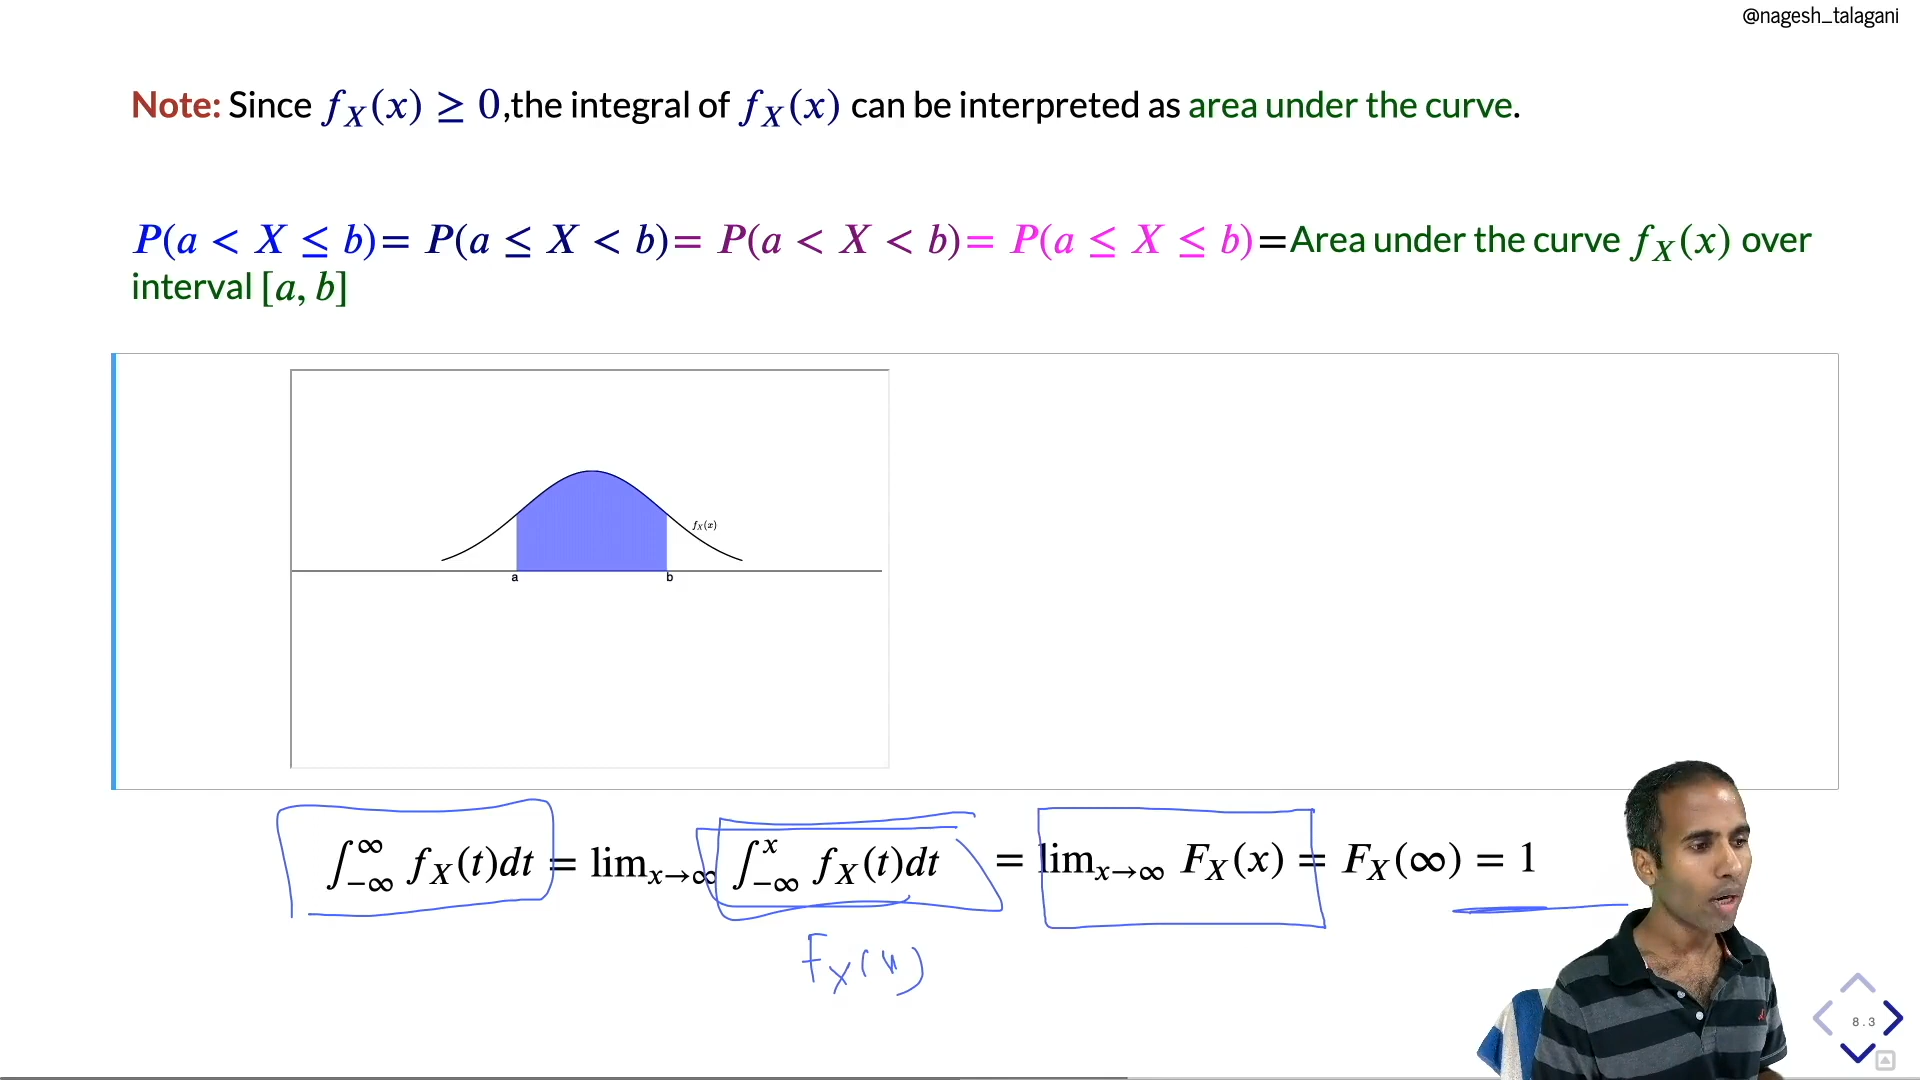 @nagesh_talagani
Note: Since f_X(x) ≥ 0,the integral of f_X(x) can be interpreted as area under the curve.
P(a < X ≤ b)= P(a ≤ X < b)= P(a < X < b)= P(a ≤ X ≤ b)=Area under the curve f_X(x) over
interval [a, b]
f_X(x)
a b
∫_{−∞}^{∞} f_X(t)dt = lim_{x→∞} ∫_{−∞}^{x} f_X(t)dt = lim_{x→∞} F_X(x) = F_X(∞) = 1
F_X(x)
8.3